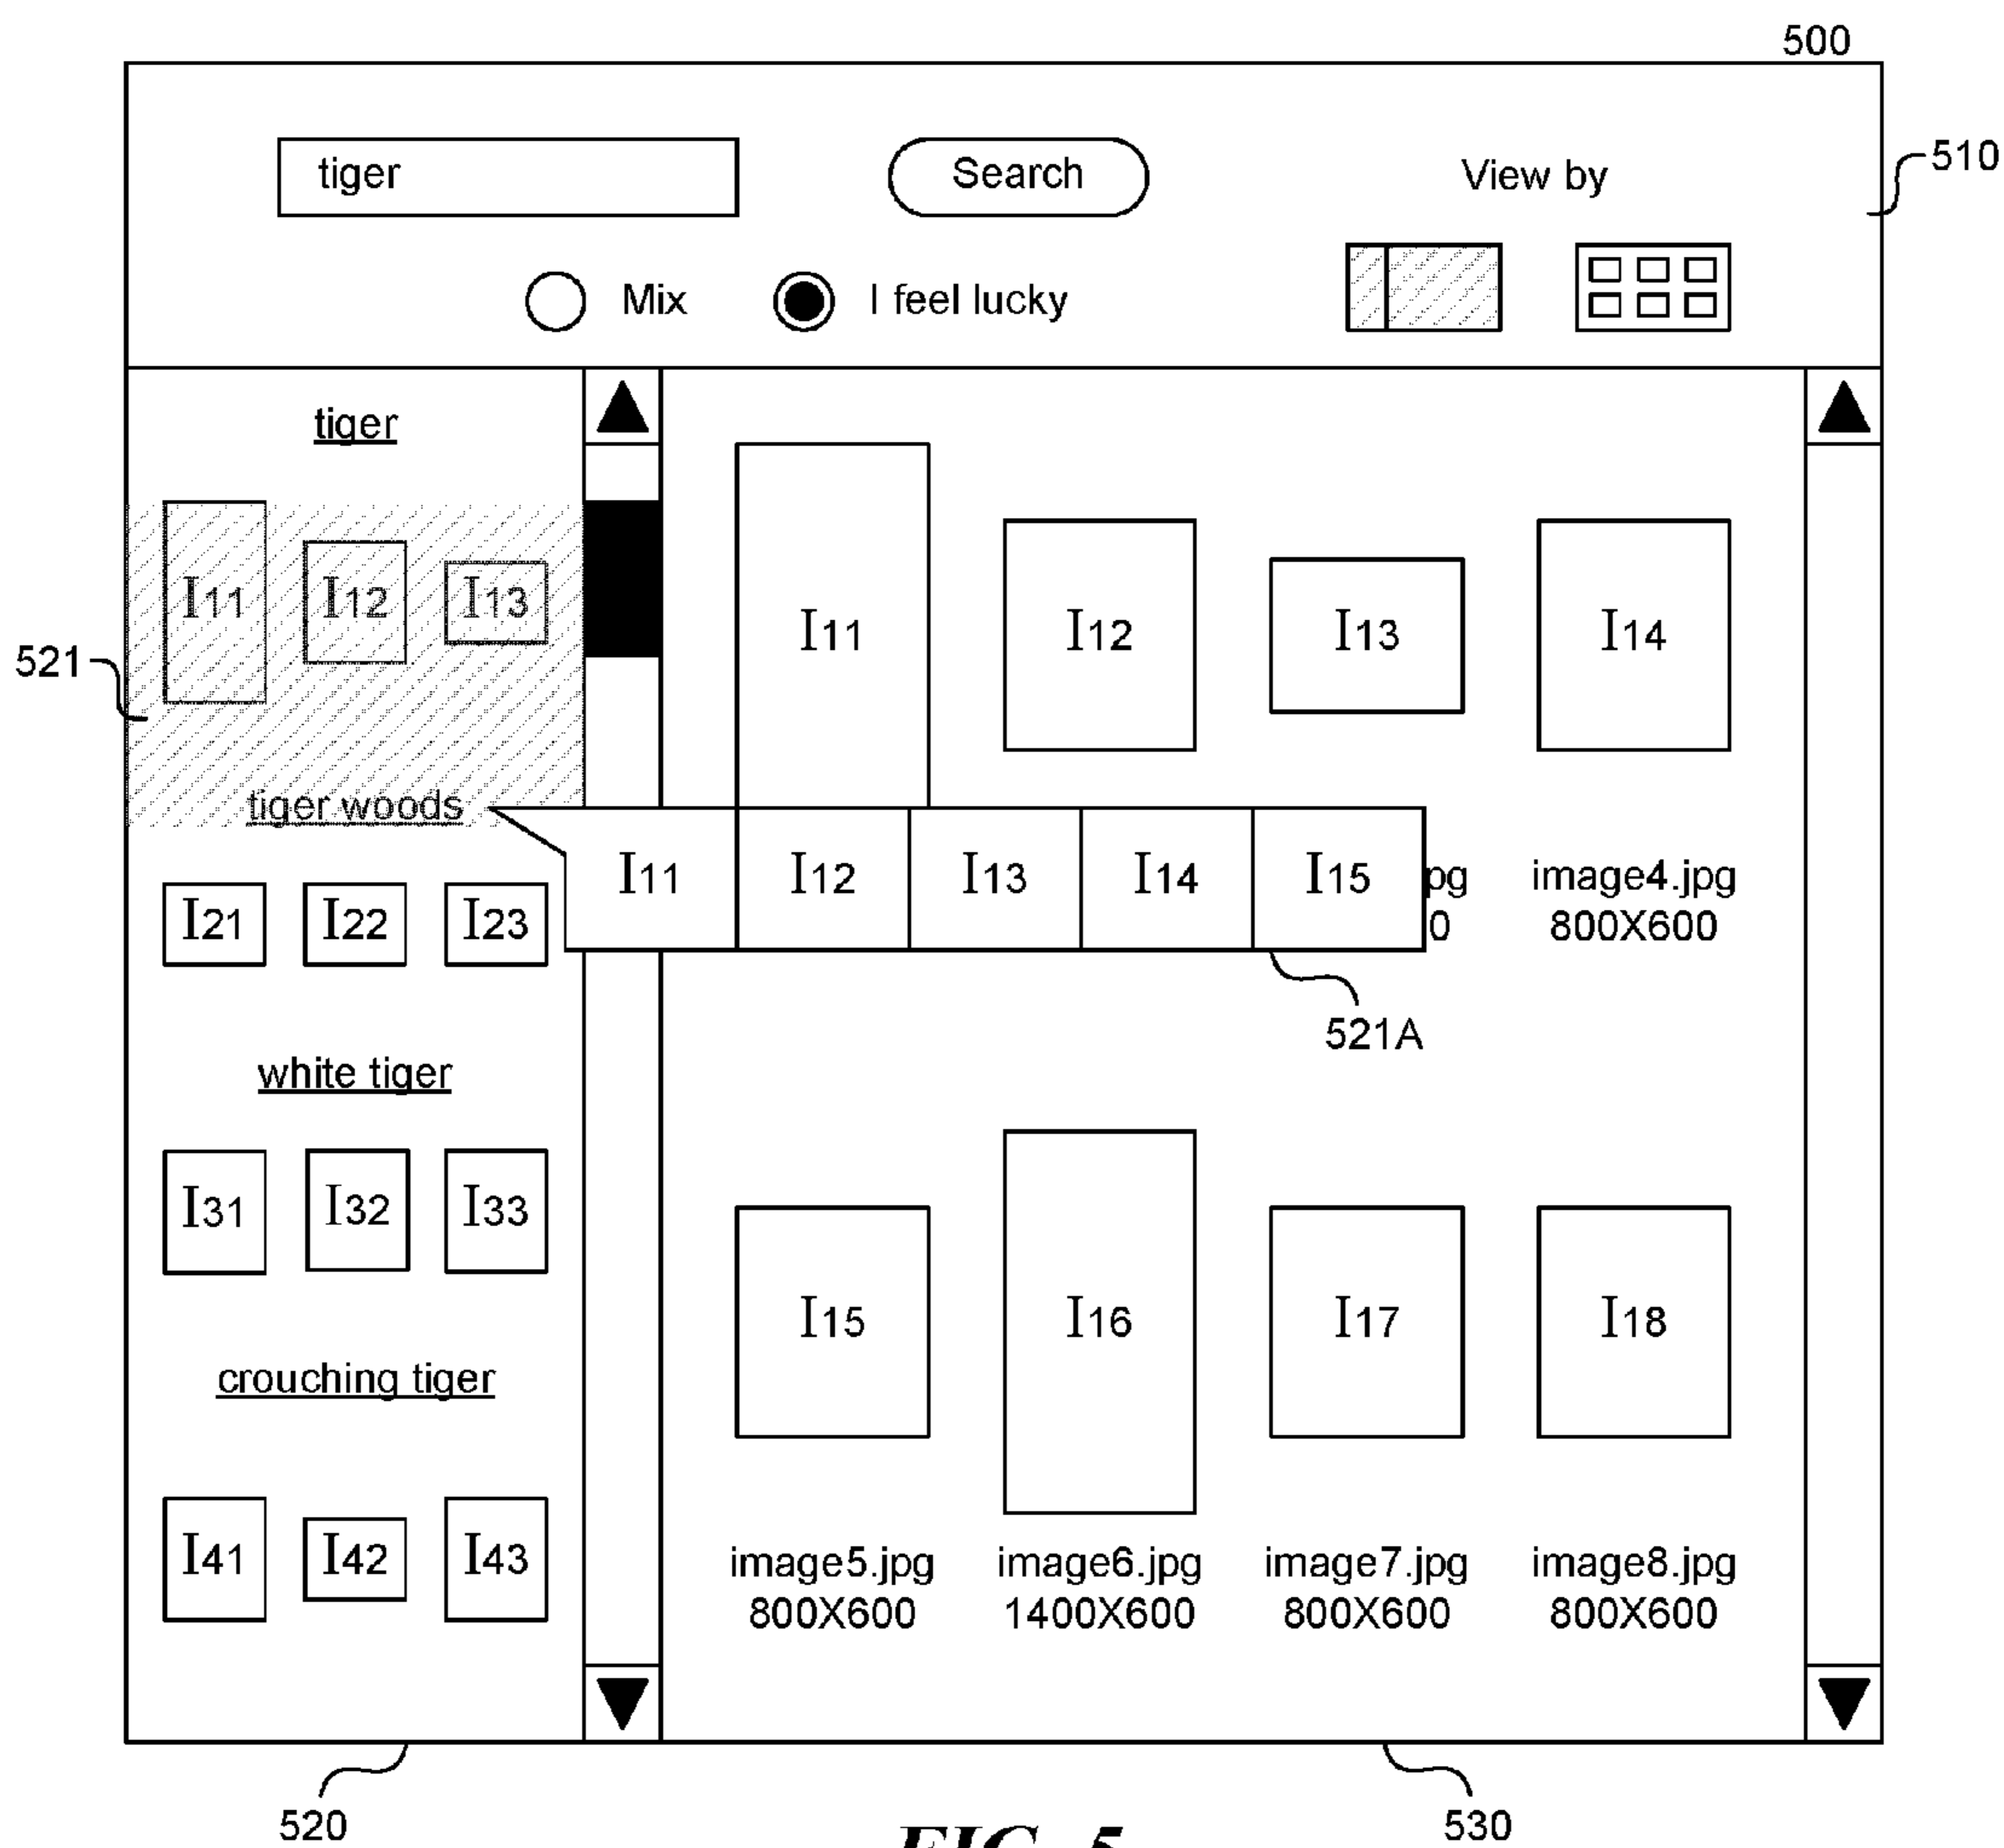 500
510
tiger
Search
View by
Mix
I feel lucky
tiger
I11 I12 I13
521
tiger woods
I21 I22 I23
white tiger
I31 I32 I33
crouching tiger
I41 I42 I43
I11 I12 I13 I14
I11 I12 I13 I14 I15
pg
0
image4.jpg
800X600
521A
I15 I16 I17 I18
image5.jpg image6.jpg image7.jpg image8.jpg
800X600 1400X600 800X600 800X600
520
530
FIG. 5